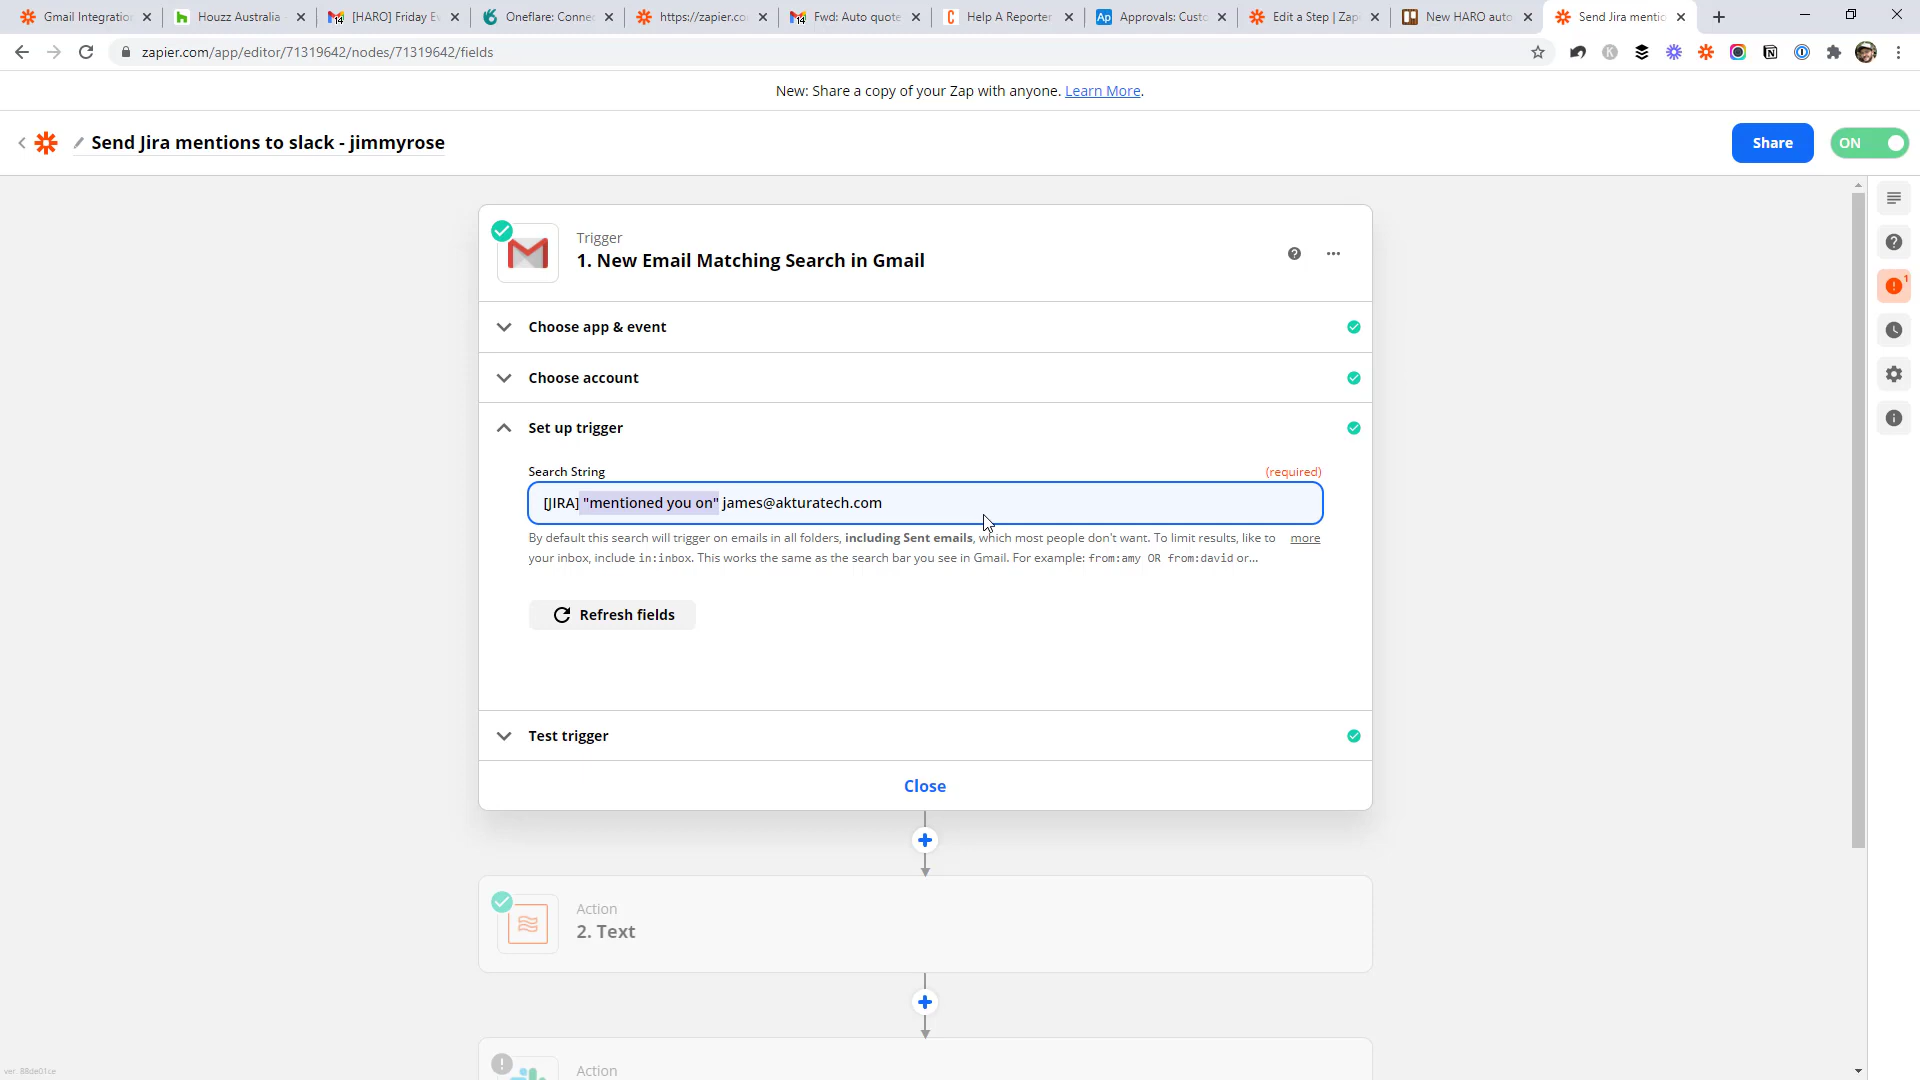 Gmail Integration
Houzz Australia
[HARO] Friday E
Oneflare: Conne
https://zapier.co
Fwd: Auto quote
Help A Reporter
Approvals: Custo
Edit a Step | Zap
New HARO auto
Send Jira mentio
zapier.com/app/editor/71319642/nodes/71319642/fields
New: Share a copy of your Zap with anyone. Learn More.
Send Jira mentions to slack - jimmyrose
Share
ON
Trigger
1. New Email Matching Search in Gmail
Choose app & event
Choose account
Set up trigger
Search String
(required)
[JIRA] "mentioned you on" james@akturatech.com
By default this search will trigger on emails in all folders, including Sent emails, which most people don't want. To limit results, like to more
your inbox, include in:inbox. This works the same as the search bar you see in Gmail. For example: from:amy OR from:david or...
Refresh fields
Test trigger
Close
Action
2. Text
Action
ver. 88de01ce